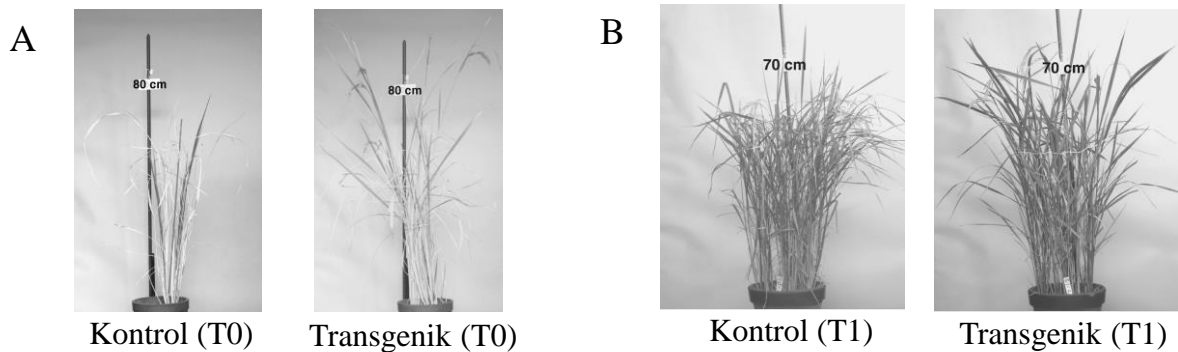 A
B
80 cm
80 cm
70 cm
70 cm
Kontrol (T0)
Transgenik (T0)
Kontrol (T1)
Transgenik (T1)